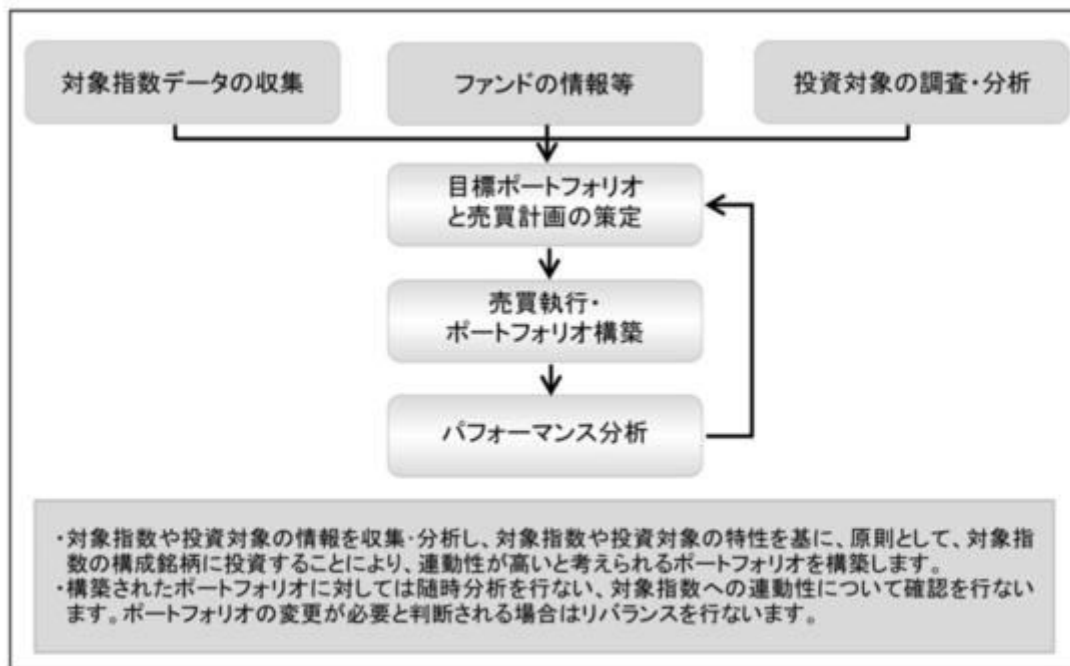 対象指数データの収集
ファンドの情報等
投資対象の調査・分析
目標ポートフォリオ
と売買計画の策定
売買執行・
ポートフォリオ構築
パフォーマンス分析
・対象指数や投資対象の情報を収集・分析し、対象指数や投資対象の特性を基に、原則として、対象指
数の構成銘柄に投資することにより、連動性が高いと考えられるポートフォリオを構築します。
・構築されたポートフォリオに対しては随時分析を行ない、対象指数への連動性について確認を行ない
ます。ポートフォリオの変更が必要と判断される場合はリバランスを行ないます。